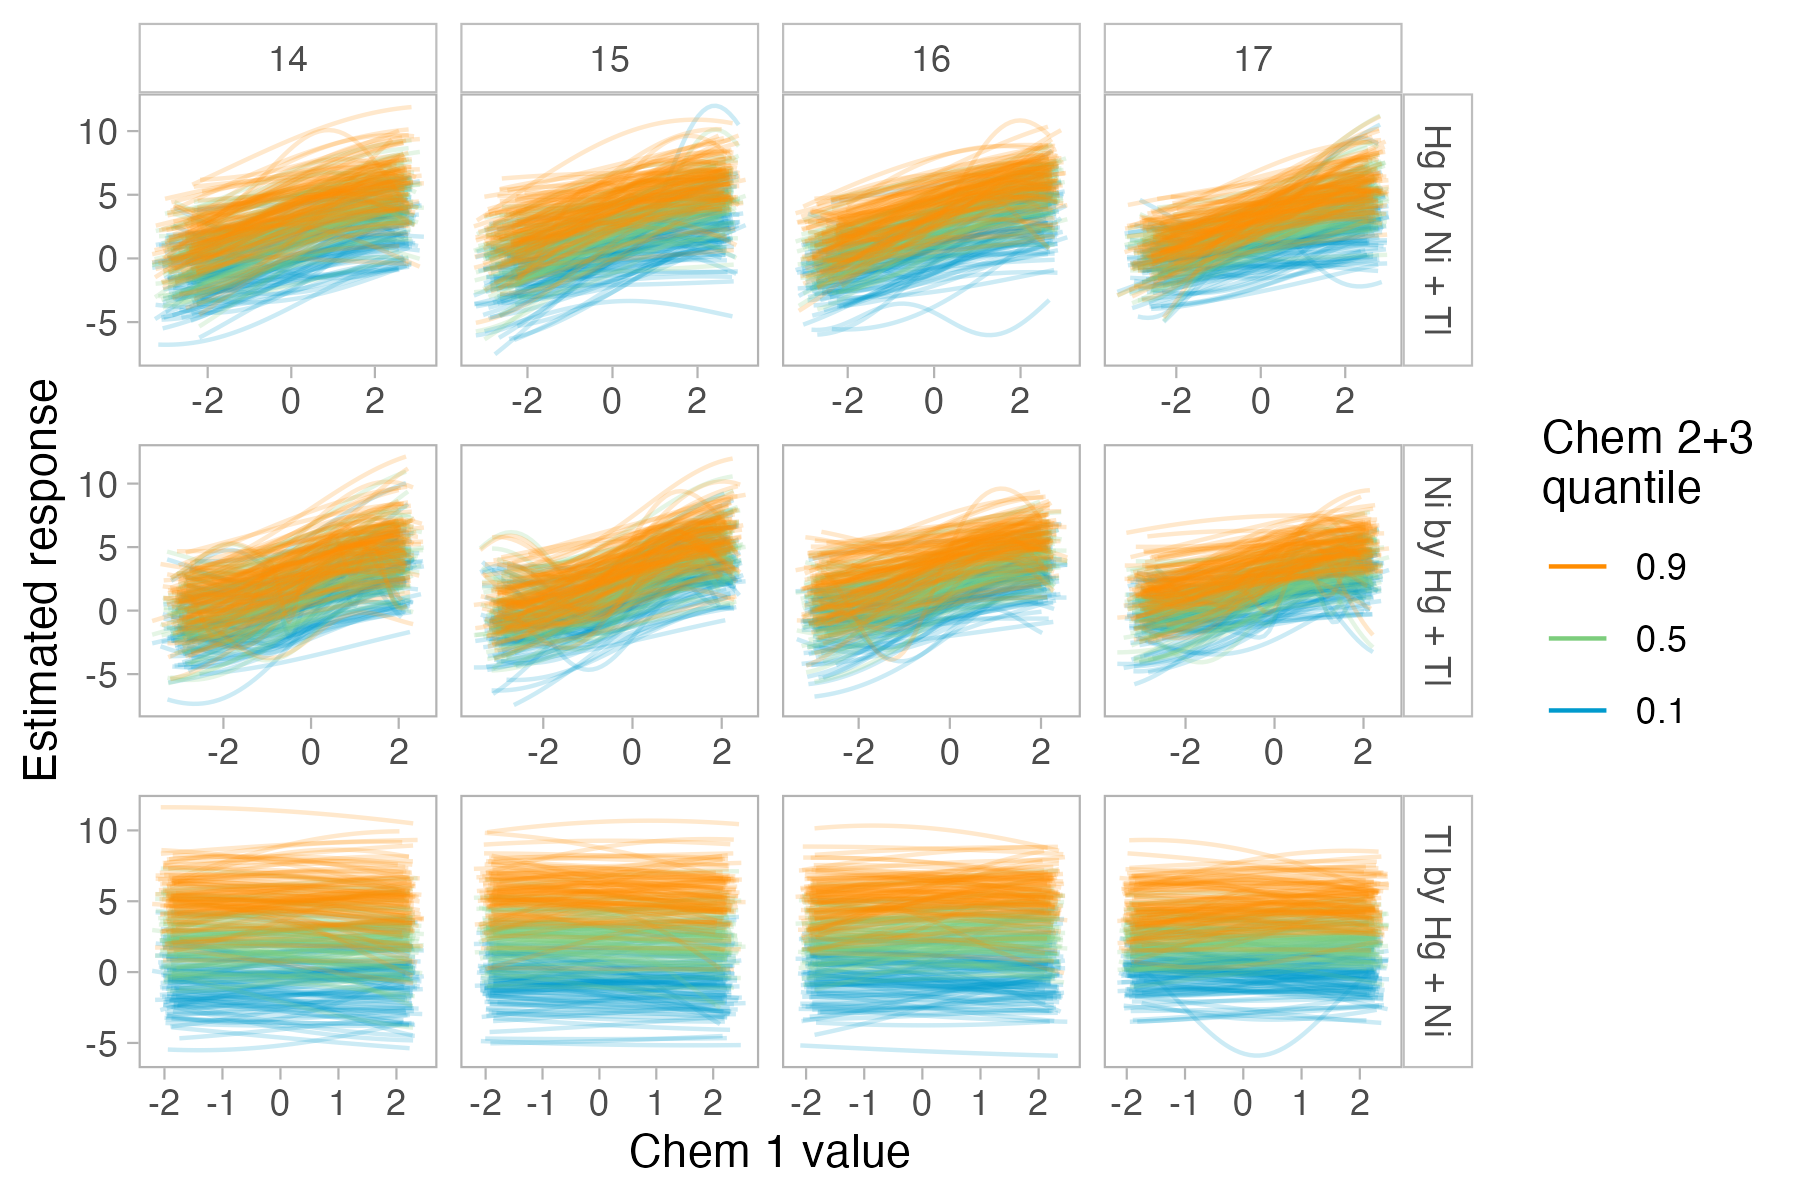 14 15 16 17
10
5
0
-5
Hg by Ni + Tl
-2 0 2 -2 0 2 -2 0 2 -2 0 2
Estimated response
10
5
0
-5
Ni by Hg + Tl
-2 0 2 -2 0 2 -2 0 2 -2 0 2
10
5
0
-5
Tl by Hg + Ni
-2 -1 0 1 2 -2 -1 0 1 2 -2 -1 0 1 2 -2 -1 0 1 2
Chem 1 value
Chem 2+3
quantile
0.9
0.5
0.1